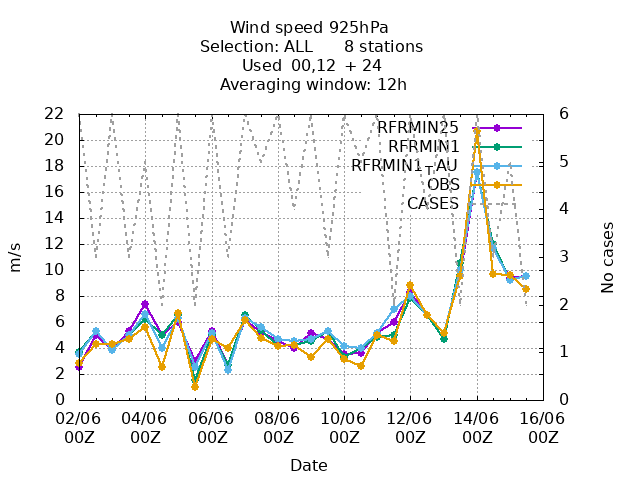 Wind speed 925hPa
Selection: ALL 8 stations
Used 00,12 + 24
Averaging window: 12h
RFRMIN25
RFRMIN1
RFRMIN1_AU
OBS
CASES
22
20
18
16
14
12
10
8
6
4
2
0
m/s
6
5
4
3
2
1
0
No cases
02/06 04/06 06/06 08/06 10/06 12/06 14/06 16/06
00Z 00Z 00Z 00Z 00Z 00Z 00Z 00Z
Date